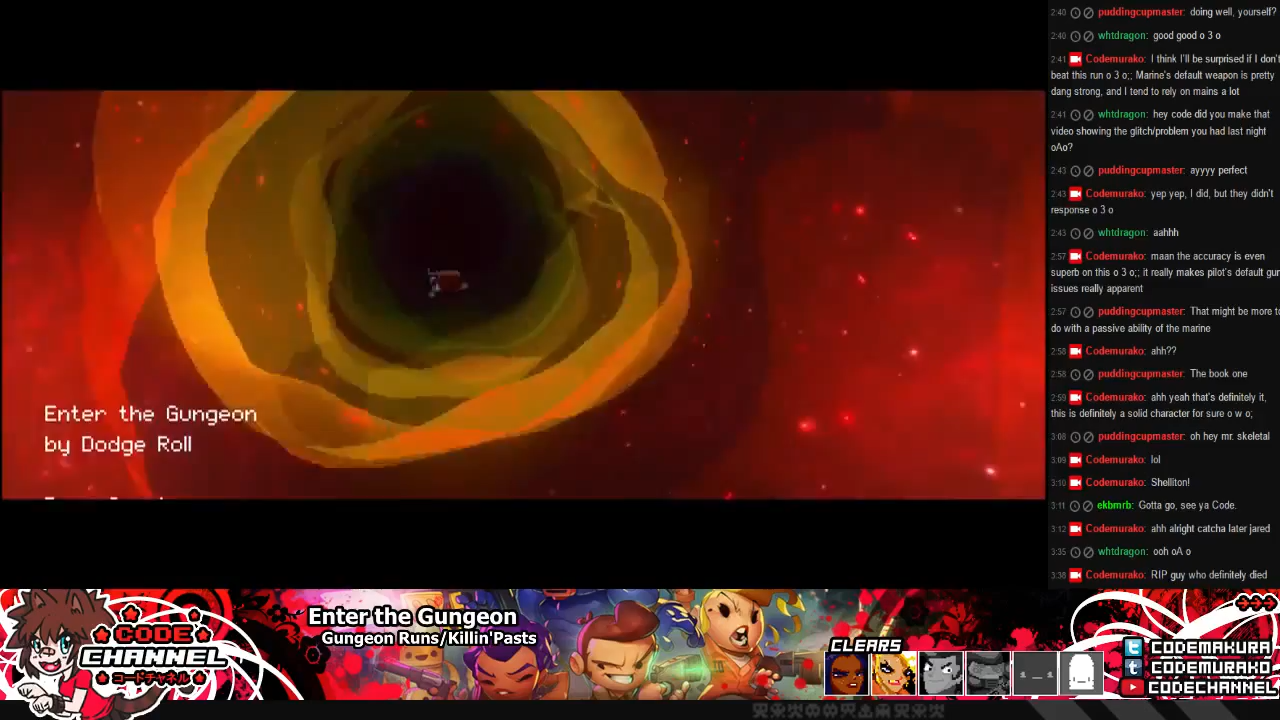 2:40 puddingcupmaster: doing well, yourself?
2:40 whtdragon: good good o 3 o
2:41 Codemurako: I think I'll be surprised if I don't
beat this run o 3 o;; Marine's default weapon is pretty
dang strong, and I tend to rely on mains a lot
2:41 whtdragon: hey code did you make that
video showing the glitch/problem you had last night
oAo?
2:43 puddingcupmaster: ayyyy perfect
2:43 Codemurako: yep yep, I did, but they didn't
response o 3 o
2:43 whtdragon: aahhh
2:57 Codemurako: maan the accuracy is even
superb on this o 3 o;; it really makes pilot's default gun
issues really apparent
2:57 puddingcupmaster: That might be more to
do with a passive ability of the marine
2:58 Codemurako: ahh??
2:58 puddingcupmaster: The book one
2:59 Codemurako: ahh yeah that's definitely it,
this is definitely a solid character for sure o w o;
3:08 puddingcupmaster: oh hey mr. skeletal
3:09 Codemurako: lol
3:10 Codemurako: Shelliton!
3:11 ekbmrb: Gotta go, see ya Code.
3:12 Codemurako: ahh alright catcha later jared
3:35 whtdragon: ooh oA o
3:38 Codemurako: RIP guy who definitely died
Enter the Gungeon
by Dodge Roll
CODE
CHANNEL
コードチャネル
Enter the Gungeon
Gungeon Runs/Killin'Pasts
CLEARS
CODEMAKURA
CODEMURAKO
CODECHANNEL